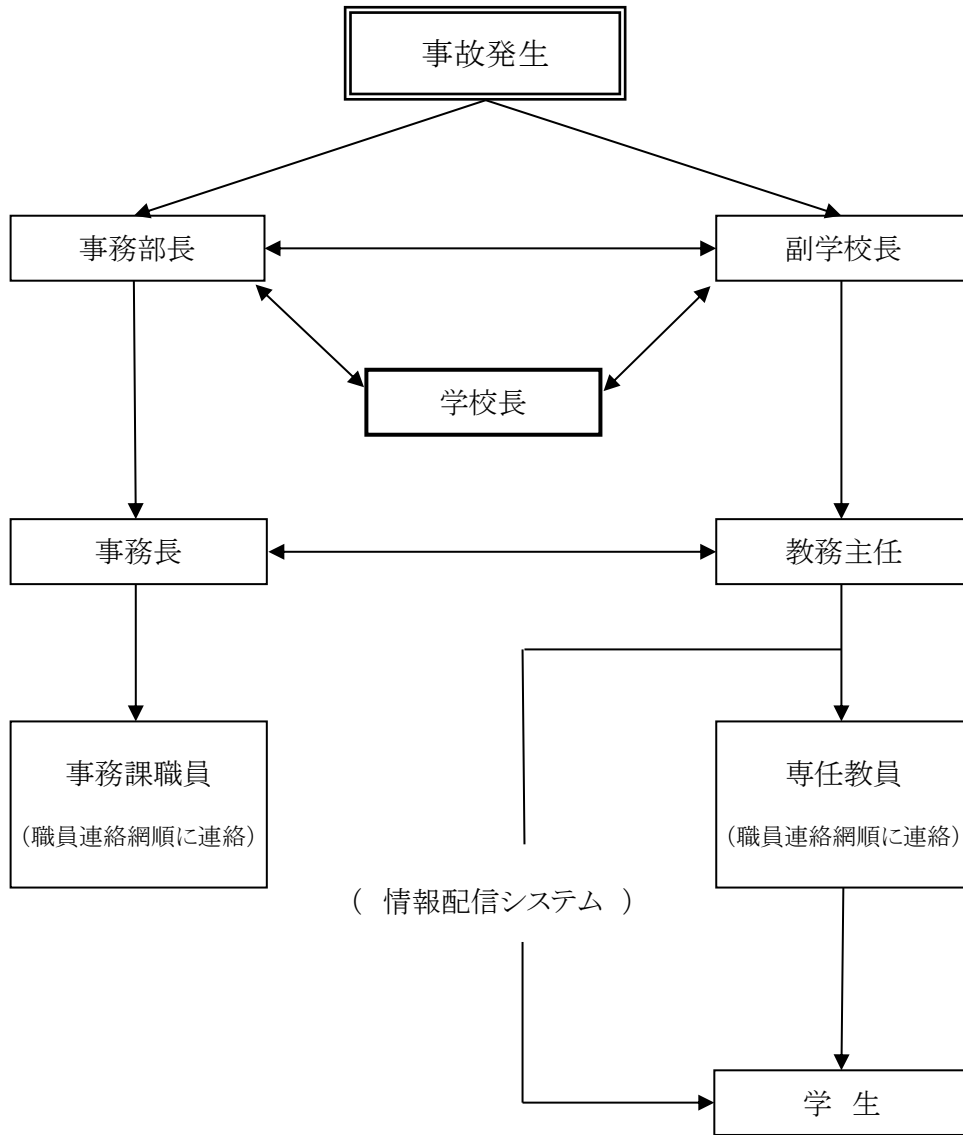 事故発生
事務部長
副学校長
学校長
事務長
教務主任
事務課職員
（職員連絡網順に連絡）
専任教員
（職員連絡網順に連絡）
（ 情報配信システム ）
学 生